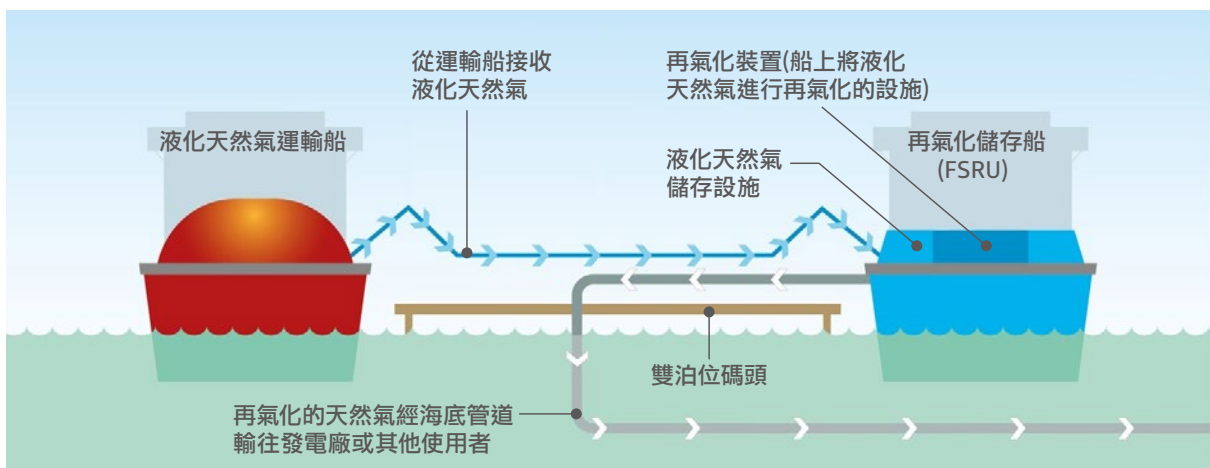 從運輸船接收
液化天然氣
再氣化裝置(船上將液化
天然氣進行再氣化的設施)
液化天然氣運輸船
再氣化儲存船
(FSRU)
液化天然氣
儲存設施
雙泊位碼頭
再氣化的天然氣經海底管道
輸往發電廠或其他使用者